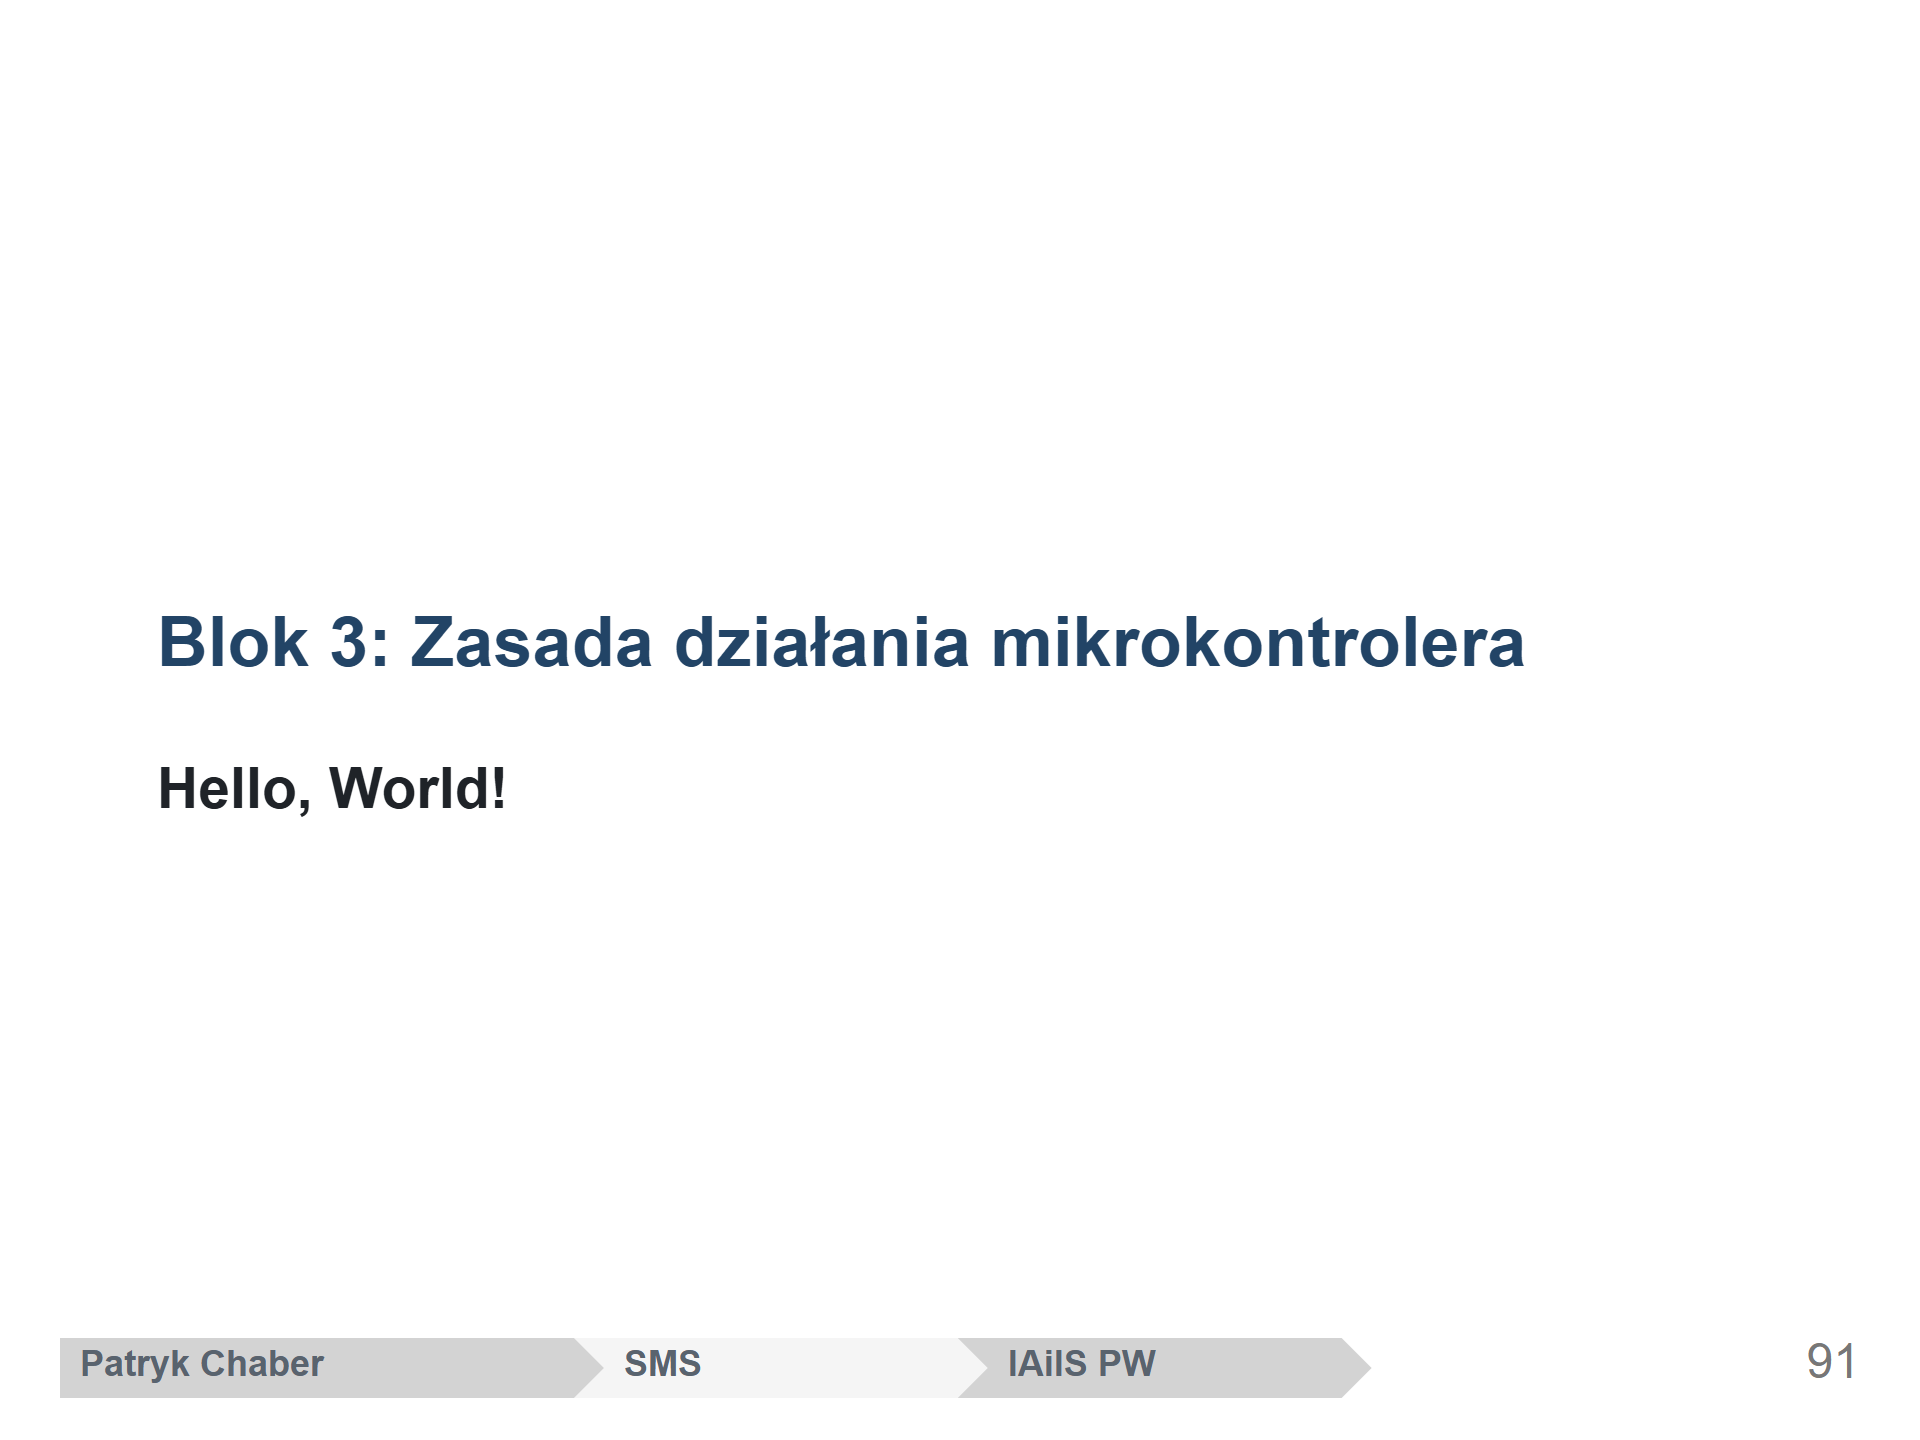 Blok 3: Zasada działania mikrokontrolera
Hello, World!
Patryk Chaber SMS IAiIS PW 91